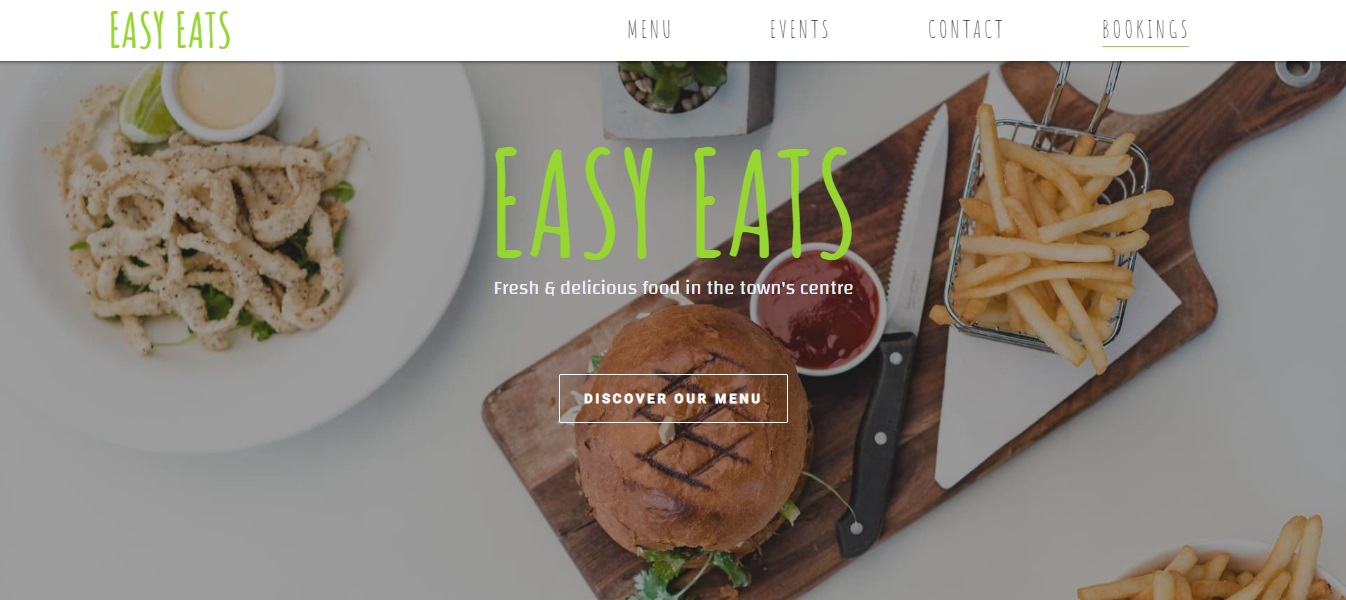 EASY EATS
MENU EVENTS CONTACT BOOKINGS
EASY EATS
Fresh & delicious food in the town's centre
DISCOVER OUR MENU